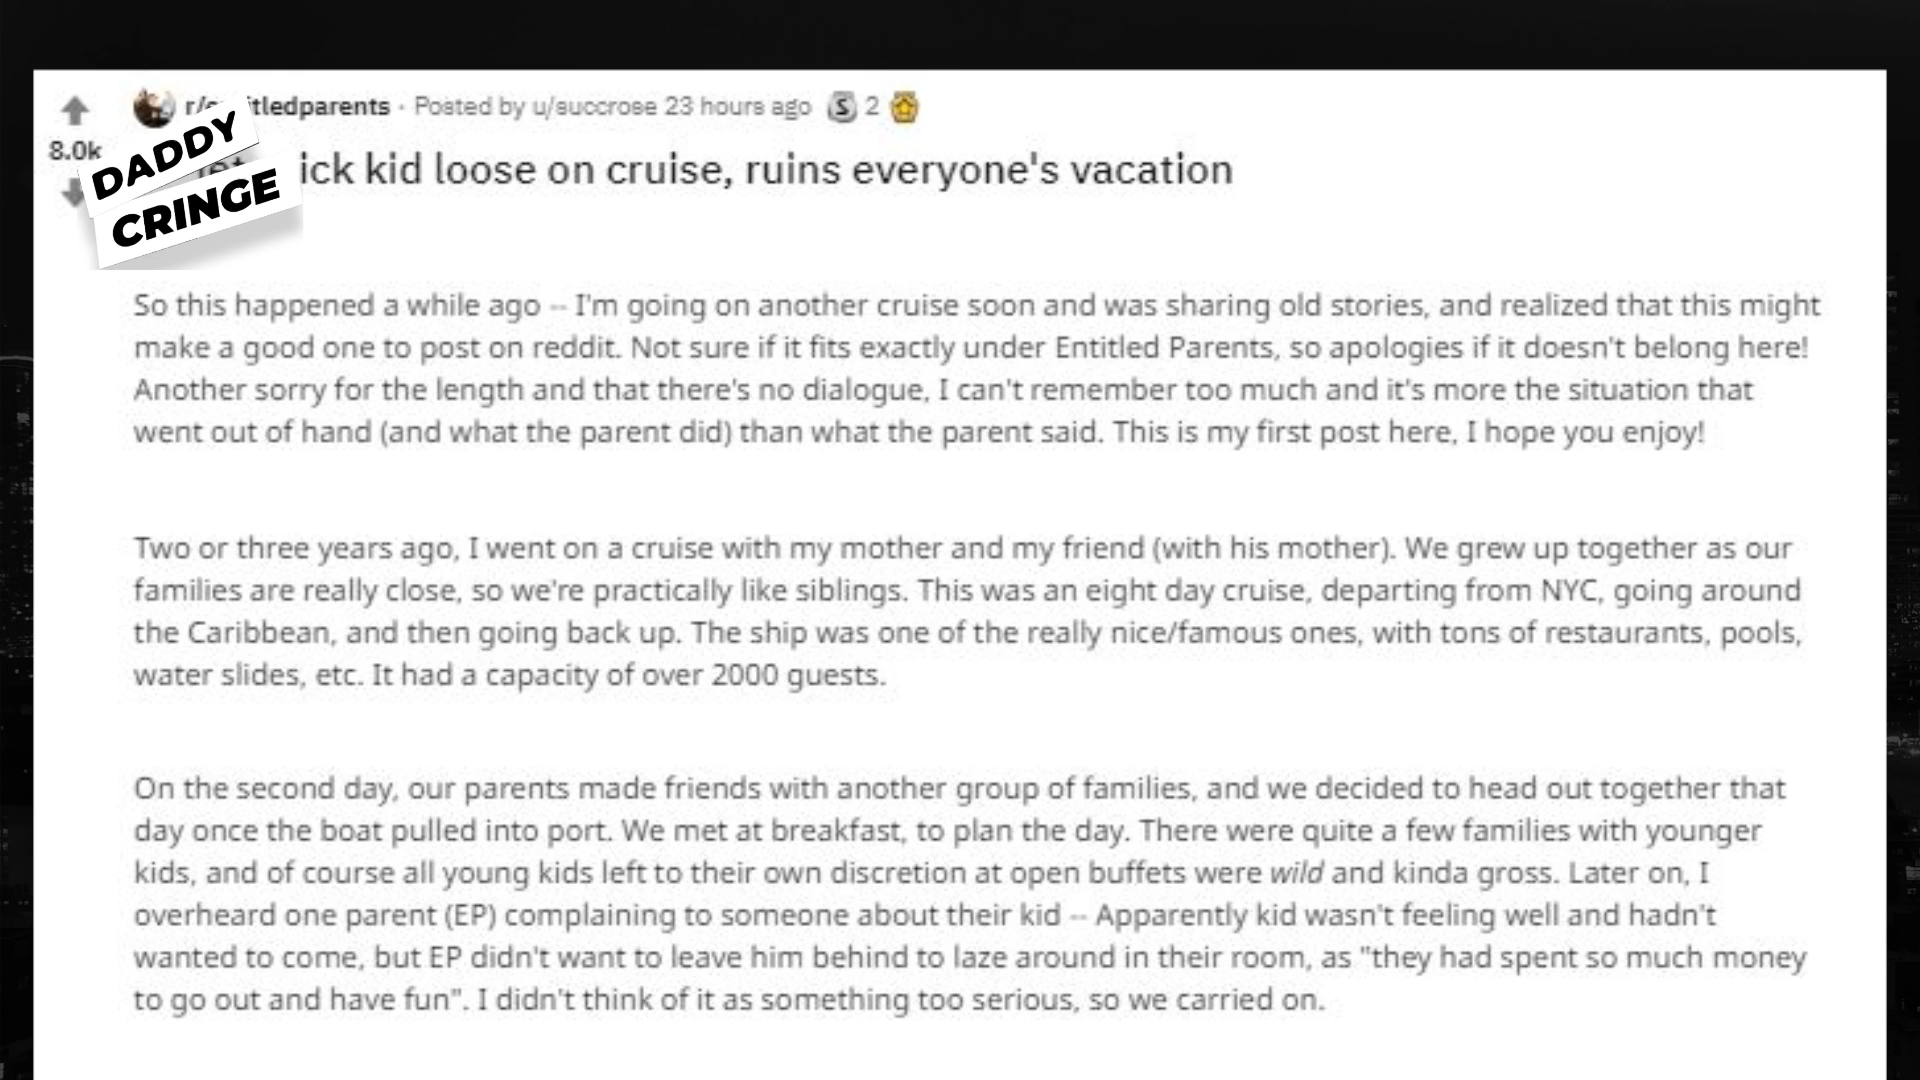 r/ tledparents · Posted by u/succrose 23 hours ago S 2
8.0k
DADDY
CRINGE
ick kid loose on cruise, ruins everyone's vacation
So this happened a while ago -- I'm going on another cruise soon and was sharing old stories, and realized that this might
make a good one to post on reddit. Not sure if it fits exactly under Entitled Parents, so apologies if it doesn't belong here!
Another sorry for the length and that there's no dialogue, I can't remember too much and it's more the situation that
went out of hand (and what the parent did) than what the parent said. This is my first post here, I hope you enjoy!
Two or three years ago, I went on a cruise with my mother and my friend (with his mother). We grew up together as our
families are really close, so we're practically like siblings. This was an eight day cruise, departing from NYC, going around
the Caribbean, and then going back up. The ship was one of the really nice/famous ones, with tons of restaurants, pools,
water slides, etc. It had a capacity of over 2000 guests.
On the second day, our parents made friends with another group of families, and we decided to head out together that
day once the boat pulled into port. We met at breakfast, to plan the day. There were quite a few families with younger
kids, and of course all young kids left to their own discretion at open buffets were wild and kinda gross. Later on, I
overheard one parent (EP) complaining to someone about their kid -- Apparently kid wasn't feeling well and hadn't
wanted to come, but EP didn't want to leave him behind to laze around in their room, as "they had spent so much money
to go out and have fun". I didn't think of it as something too serious, so we carried on.